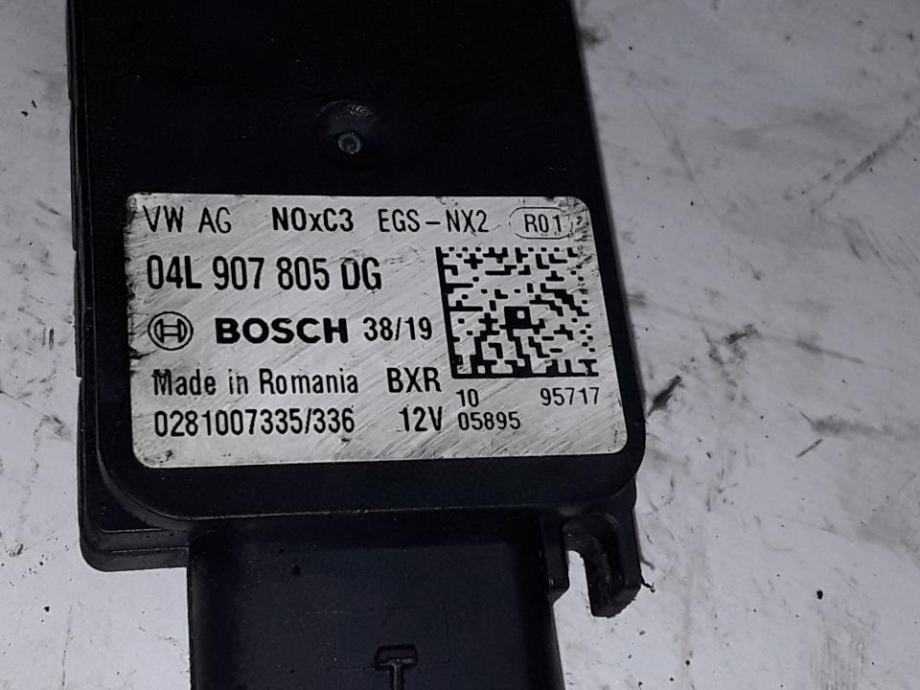 VW AG NOxC3 EGS-NX2 R01
04L 907 805 DG
BOSCH 38/19
Made in Romania BXR 10 95717
0281007335/336 12V 05895